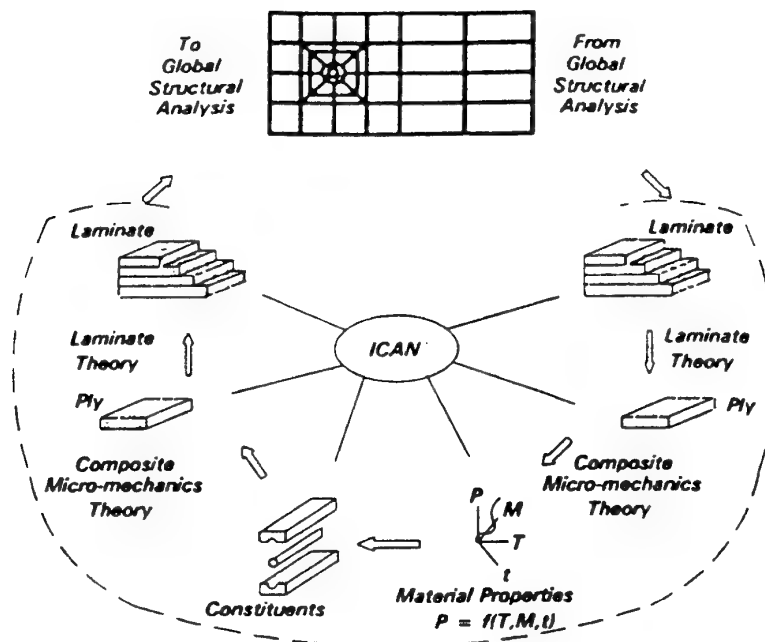 To
Global
Structural
Analysis
From
Global
Structural
Analysis
Laminate
Laminate
Laminate
Theory
ICAN
Laminate
Theory
Ply
Ply
Composite
Micro-mechanics
Theory
Composite
Micro-mechanics
Theory
P
M
T
t
Constituents
Material Properties
P = f(T,M,t)